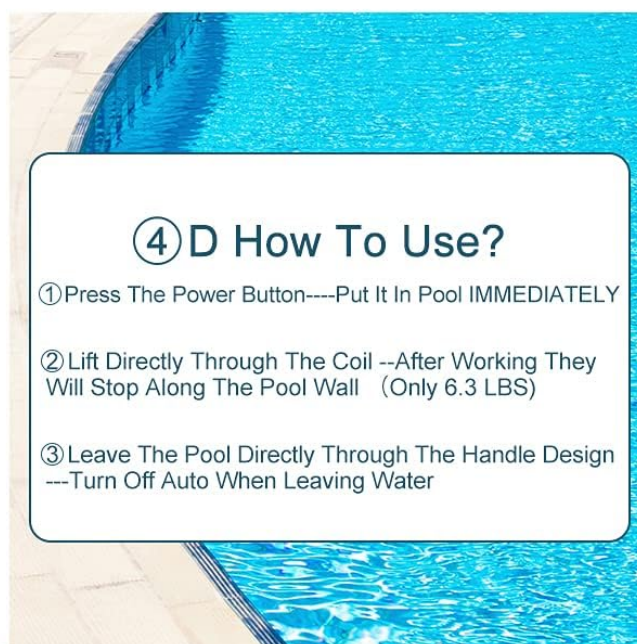 ④D How To Use?
①Press The Power Button----Put It In Pool IMMEDIATELY
②Lift Directly Through The Coil --After Working They
Will Stop Along The Pool Wall （Only 6.3 LBS)
③Leave The Pool Directly Through The Handle Design
---Turn Off Auto When Leaving Water